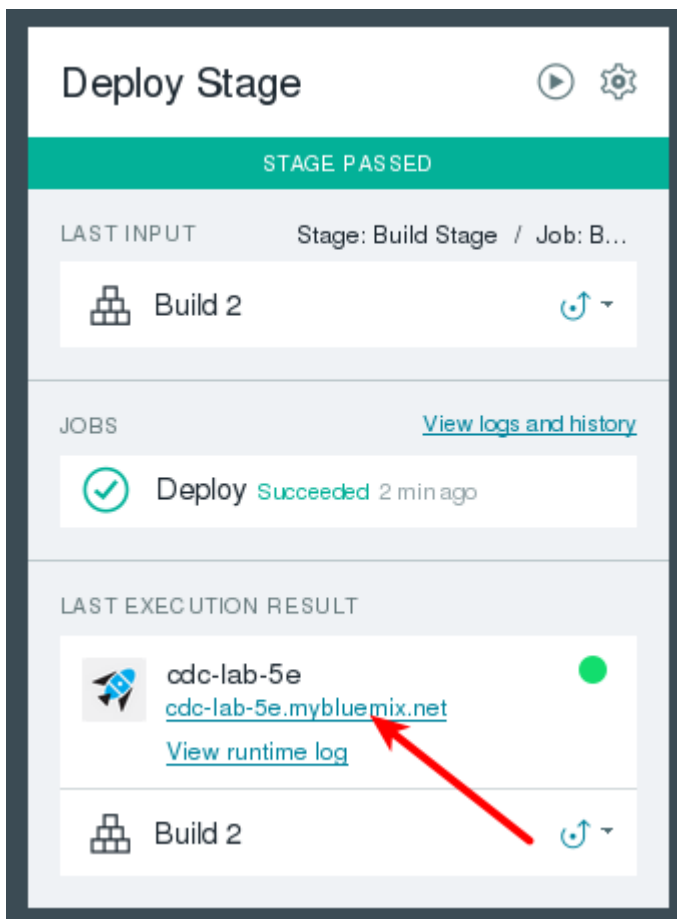 Deploy Stage
STAGE PASSED
LAST INPUT Stage: Build Stage / Job: B...
Build 2
JOBS View logs and history
Deploy Succeeded 2 min ago
LAST EXECUTION RESULT
cdc-lab-5e
cdc-lab-5e.mybluemix.net
View runtime log
Build 2